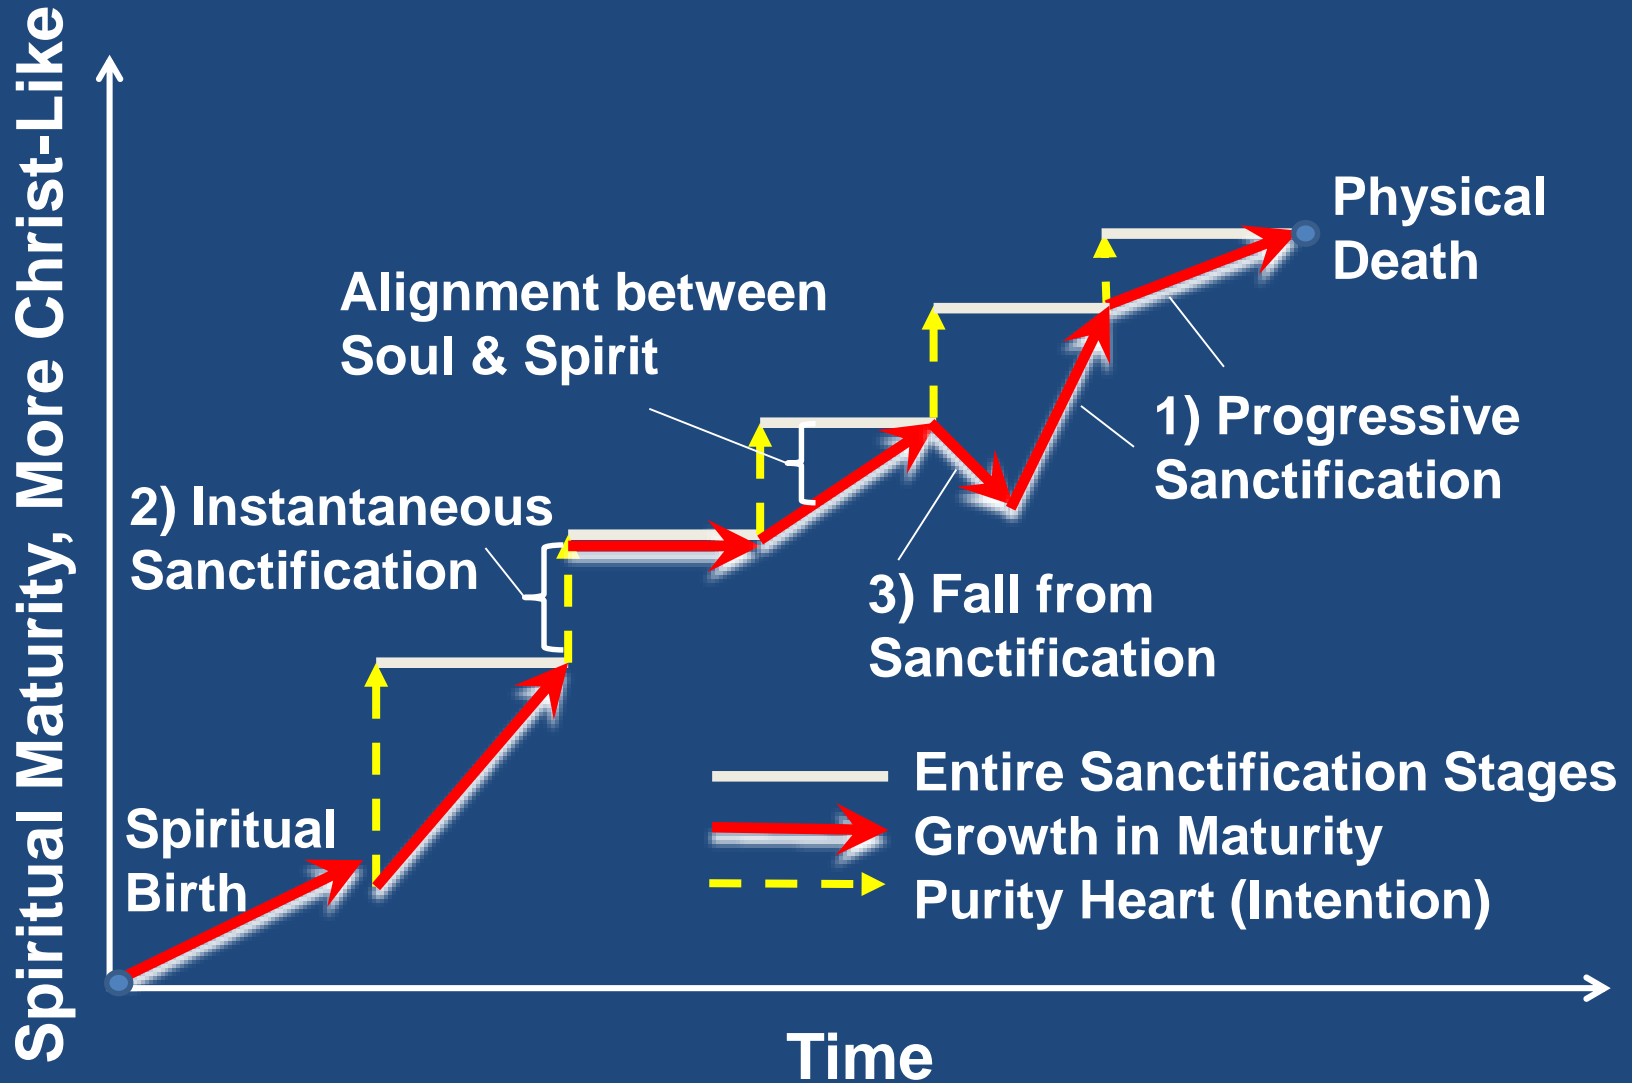 Spiritual Maturity, More Christ-Like
Physical
Death
Alignment between
Soul & Spirit
1) Progressive
Sanctification
2) Instantaneous
Sanctification
3) Fall from
Sanctification
Entire Sanctification Stages
Growth in Maturity
Purity Heart (Intention)
Spiritual
Birth
Time